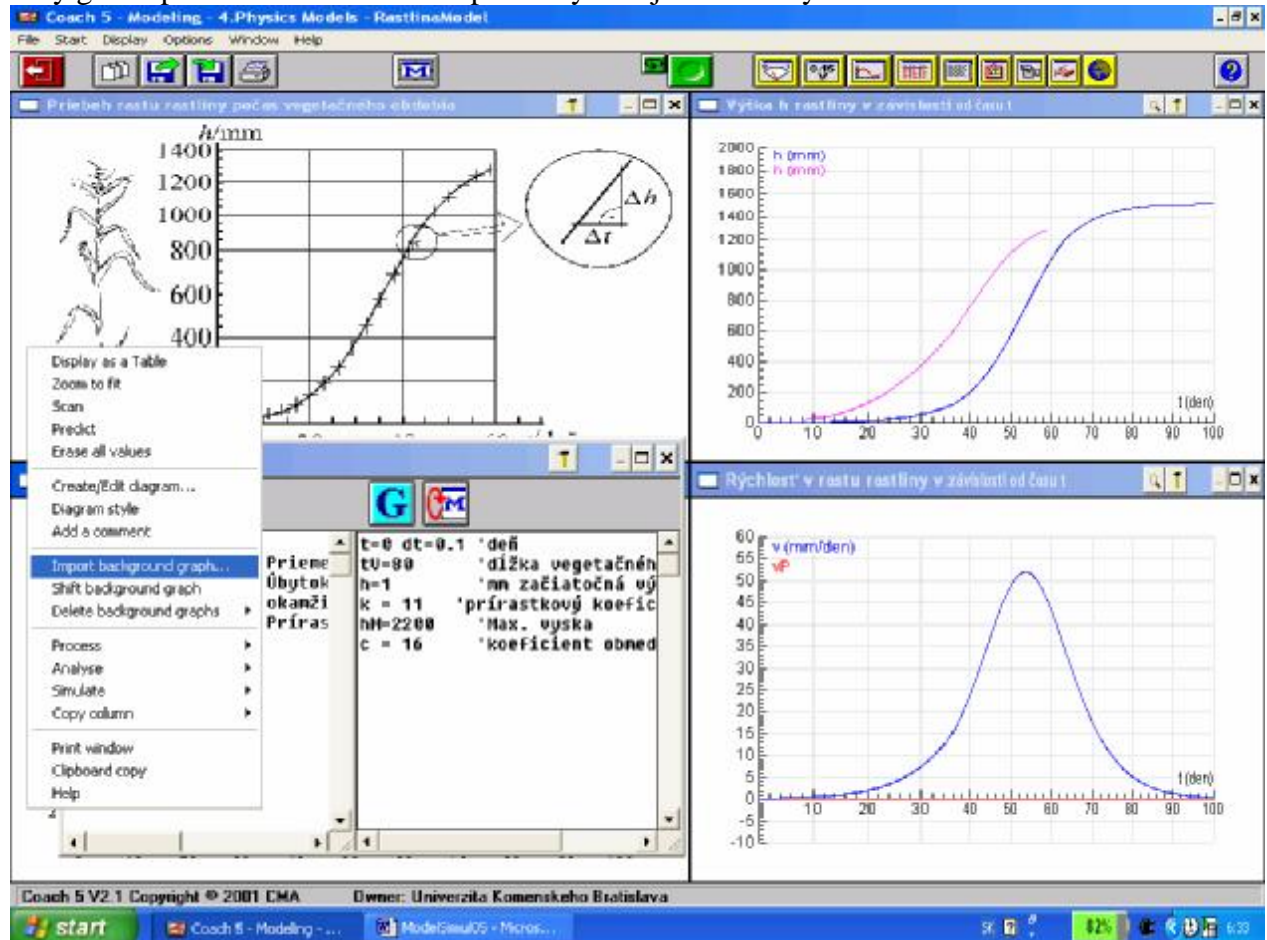 Coach 5 - Modeling - 4.Physics Models - RastlinaModel
File Start Display Options Window Help
Priebeh rastu rastliny počas vegetačného obdobia
h/mm
1400
1200
1000
800
600
400
Δh
Δt
Výška h rastliny v závislosti od času t
h (mm)
h (mm)
2000
1800
1600
1400
1200
1000
800
600
400
200
0
t(den)
0 10 20 30 40 50 60 70 80 90 100
Display as a Table
Zoom to fit
Scan
Predict
Erase all values
Create/Edit diagram...
Diagram style
Add a comment
Import background graph...
Shift background graph
Delete background graphs
Process
Analyse
Simulate
Copy column
Print window
Clipboard copy
Help
G
M
Prieme
Úbytok
okamži
Príras
t=0 dt=0.1 'deň
tV=80 'dĺžka vegetačnéh
h=1 'mm začiatočná vý
k = 11 'prírastkový koefic
hM=2200 'Max. vyska
c = 16 'koeficient obmed
Rýchlosť v rastu rastliny v závislosti od času t
v (mm/den)
vP
60
55
50
45
40
35
30
25
20
15
10
5
0
-5
-10
t(den)
10 20 30 40 50 60 70 80 90 100
Coach 5 V2.1 Copyright © 2001 CMA Owner: Univerzita Komenskeho Bratislava
start Coach 5 - Modeling - ... ModelSimul05 - Micros... SK 82% 6:33